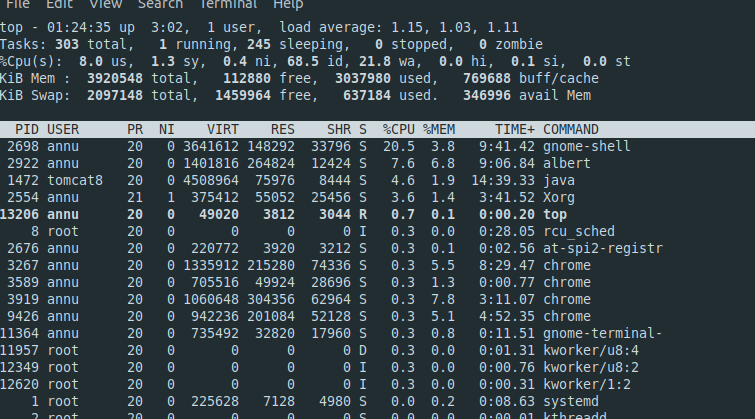 File Edit View Search Terminal Help
top - 01:24:35 up  3:02,  1 user,  load average: 1.15, 1.03, 1.11
Tasks: 303 total,   1 running, 245 sleeping,   0 stopped,   0 zombie
%Cpu(s):  8.0 us,  1.3 sy,  0.4 ni, 68.5 id, 21.8 wa,  0.0 hi,  0.1 si,  0.0 st
KiB Mem :  3920548 total,   112880 free,  3037980 used,   769688 buff/cache
KiB Swap:  2097148 total,  1459964 free,   637184 used.   346996 avail Mem
PID USER      PR  NI    VIRT    RES    SHR S  %CPU %MEM     TIME+ COMMAND
2698 annu      20   0 3641612 148292  33796 S  20.5  3.8   9:41.42 gnome-shell
2922 annu      20   0 1401816 264824  12424 S   7.6  6.8   9:06.84 albert
1472 tomcat8   20   0 4508964  75976   8444 S   4.6  1.9  14:39.33 java
2554 annu      21   1  375412  55052  25456 S   3.6  1.4   3:41.52 Xorg
13206 annu      20   0   49020   3812   3044 R   0.7  0.1   0:00.20 top
8 root      20   0       0      0      0 I   0.3  0.0   0:28.05 rcu_sched
2676 annu      20   0  220772   3920   3212 S   0.3  0.1   0:02.56 at-spi2-registr
3267 annu      20   0 1335912 215280  74336 S   0.3  5.5   8:29.47 chrome
3589 annu      20   0  705516  49924  28696 S   0.3  1.3   0:00.77 chrome
3919 annu      20   0 1060648 304356  62964 S   0.3  7.8   3:11.07 chrome
9426 annu      20   0  942236 201084  52128 S   0.3  5.1   4:52.35 chrome
11364 annu      20   0  735492  32820  17960 S   0.3  0.8   0:11.51 gnome-terminal-
11957 root      20   0       0      0      0 D   0.3  0.0   0:01.31 kworker/u8:4
12349 root      20   0       0      0      0 I   0.3  0.0   0:00.76 kworker/u8:2
12620 root      20   0       0      0      0 I   0.3  0.0   0:00.31 kworker/1:2
1 root      20   0  225628   7128   4980 S   0.0  0.2   0:08.63 systemd
2 root      20   0       0      0      0 S   0.0  0.0   0:00.01 kthreadd